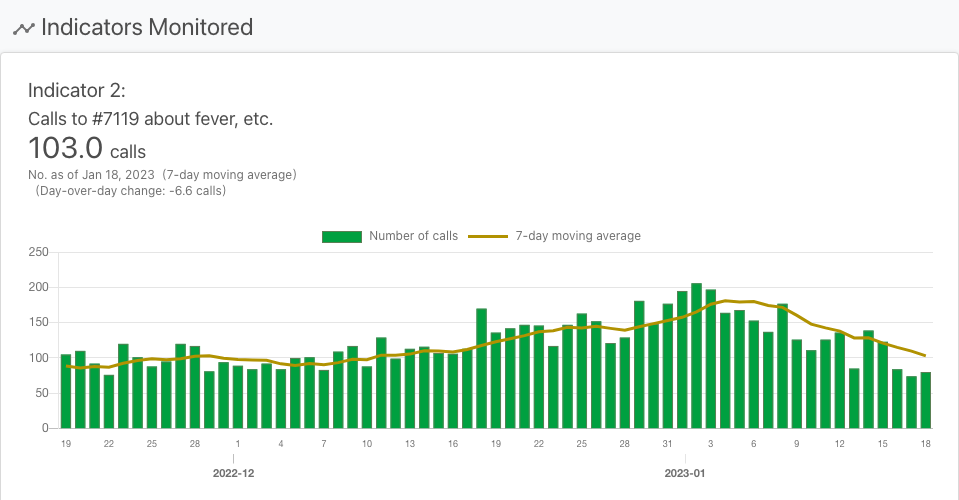 Indicators Monitored
Indicator 2:
Calls to #7119 about fever, etc.
103.0 calls
No. as of Jan 18, 2023 (7-day moving average)
(Day-over-day change: -6.6 calls)
Number of calls 7-day moving average
250
200
150
100
50
0
19 22 25 28 1 4 7 10 13 16 19 22 25 28 31 3 6 9 12 15 18
2022-12 2023-01